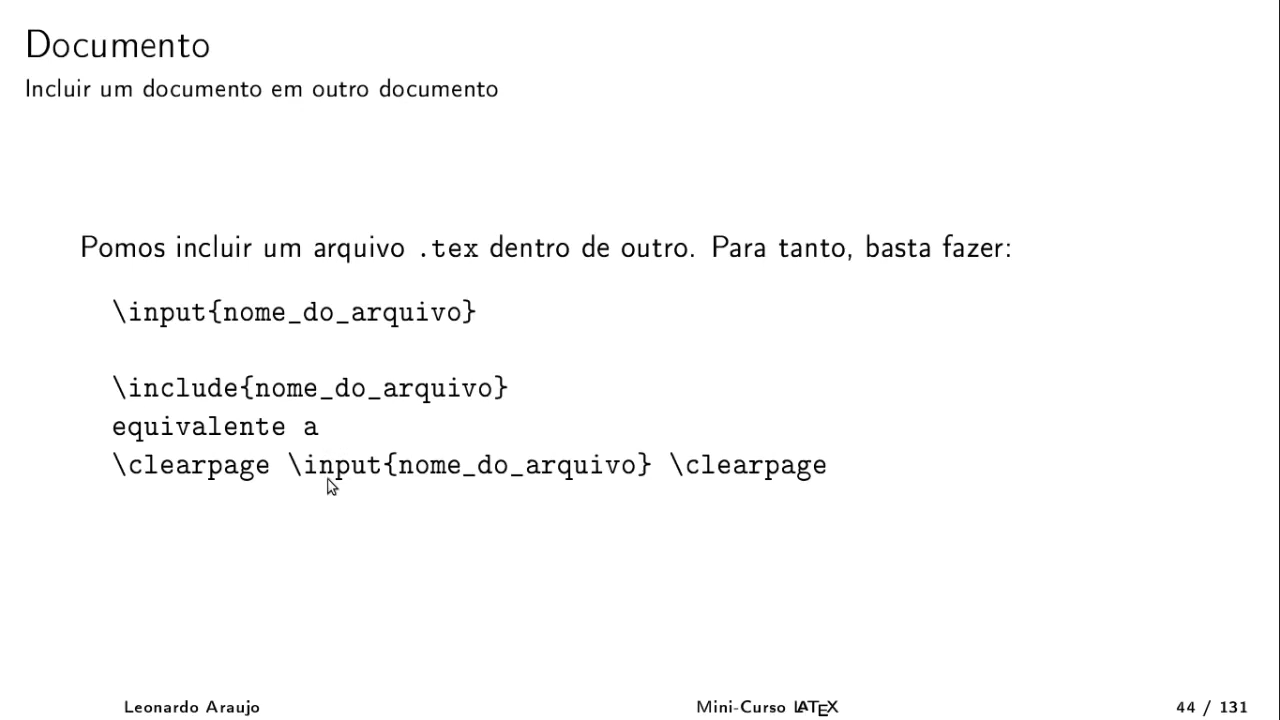 Documento
Incluir um documento em outro documento
Pomos incluir um arquivo .tex dentro de outro. Para tanto, basta fazer:
\input{nome_do_arquivo}
\include{nome_do_arquivo}
equivalente a
\clearpage \input{nome_do_arquivo} \clearpage
Leonardo Araujo Mini-Curso LATEX 44 / 131